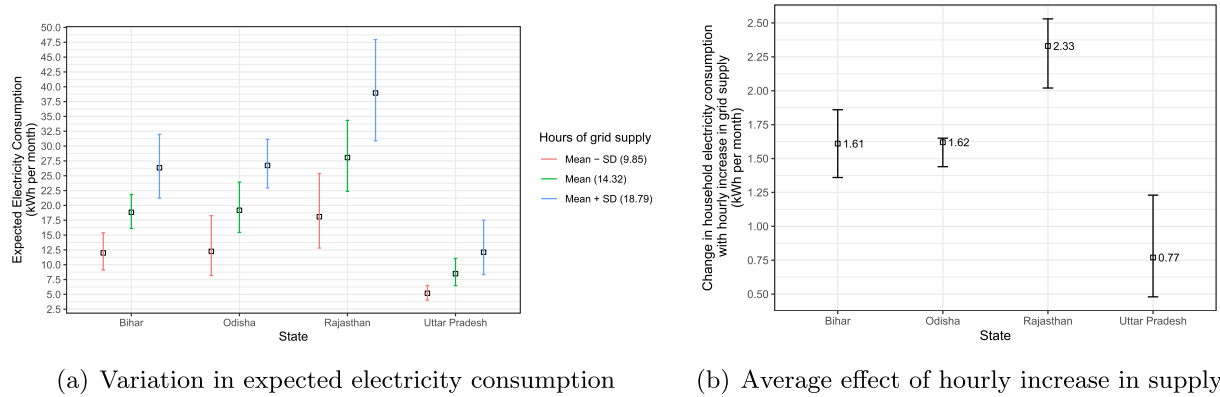 50.0
47.5
45.0
42.5
40.0
37.5
35.0
32.5
30.0
27.5
25.0
22.5
20.0
17.5
15.0
12.5
10.0
7.5
5.0
2.5
Expected Electricity Consumption
(kWh per month)
Bihar
Odisha
Rajasthan
Uttar Pradesh
State
Hours of grid supply
Mean − SD (9.85)
Mean (14.32)
Mean + SD (18.79)
(a) Variation in expected electricity consumption
2.50
2.25
2.00
1.75
1.50
1.25
1.00
0.75
0.50
Change in household electricity consumption
with hourly increase in grid supply
(kWh per month)
1.61
1.62
2.33
0.77
Bihar
Odisha
Rajasthan
Uttar Pradesh
State
(b) Average effect of hourly increase in supply